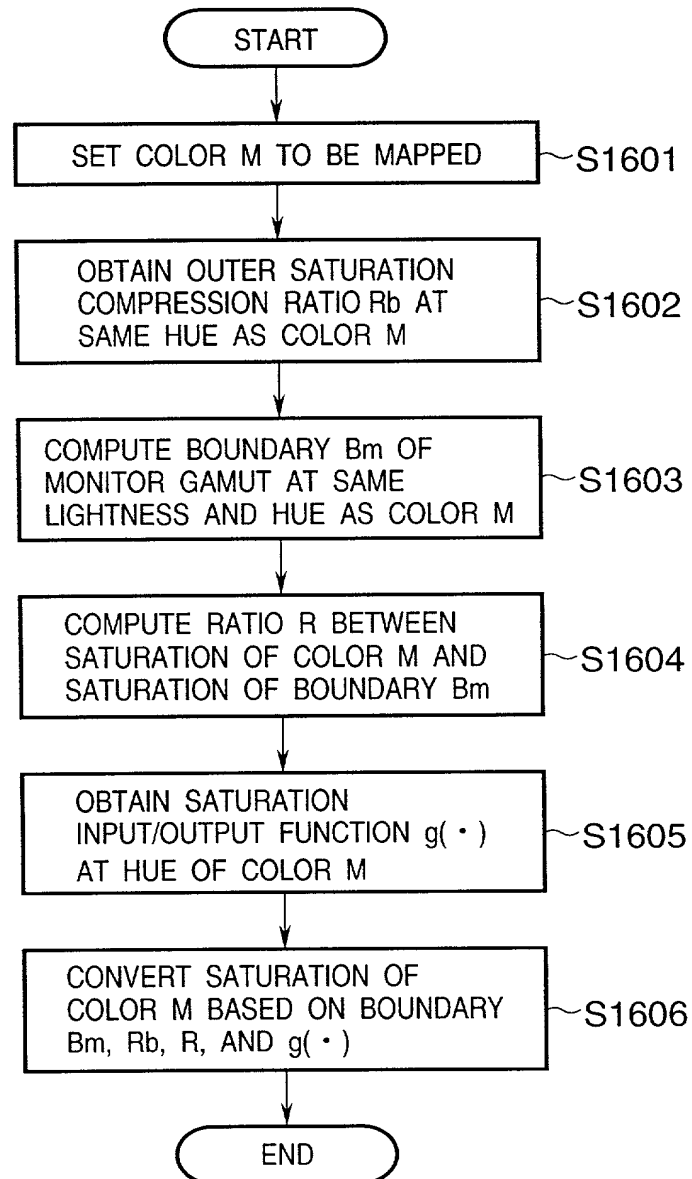 START
SET COLOR M TO BE MAPPED
S1601
OBTAIN OUTER SATURATION
COMPRESSION RATIO Rb AT
SAME HUE AS COLOR M
S1602
COMPUTE BOUNDARY Bm OF
MONITOR GAMUT AT SAME
LIGHTNESS AND HUE AS COLOR M
S1603
COMPUTE RATIO R BETWEEN
SATURATION OF COLOR M AND
SATURATION OF BOUNDARY Bm
S1604
OBTAIN SATURATION
INPUT/OUTPUT FUNCTION g(・)
AT HUE OF COLOR M
S1605
CONVERT SATURATION OF
COLOR M BASED ON BOUNDARY
Bm, Rb, R, AND g(・)
S1606
END